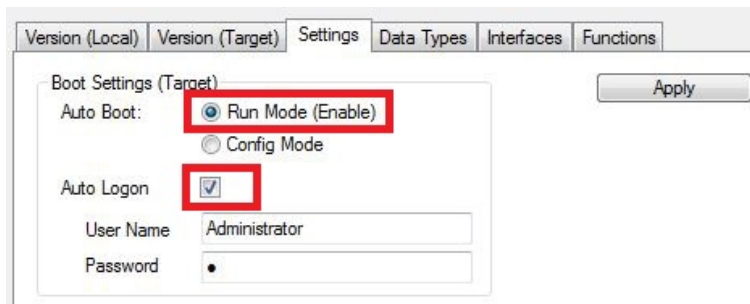 Version (Local) Version (Target) Settings Data Types Interfaces Functions
Boot Settings (Target)
Apply
Auto Boot: Run Mode (Enable)
Config Mode
Auto Logon
User Name Administrator
Password ●